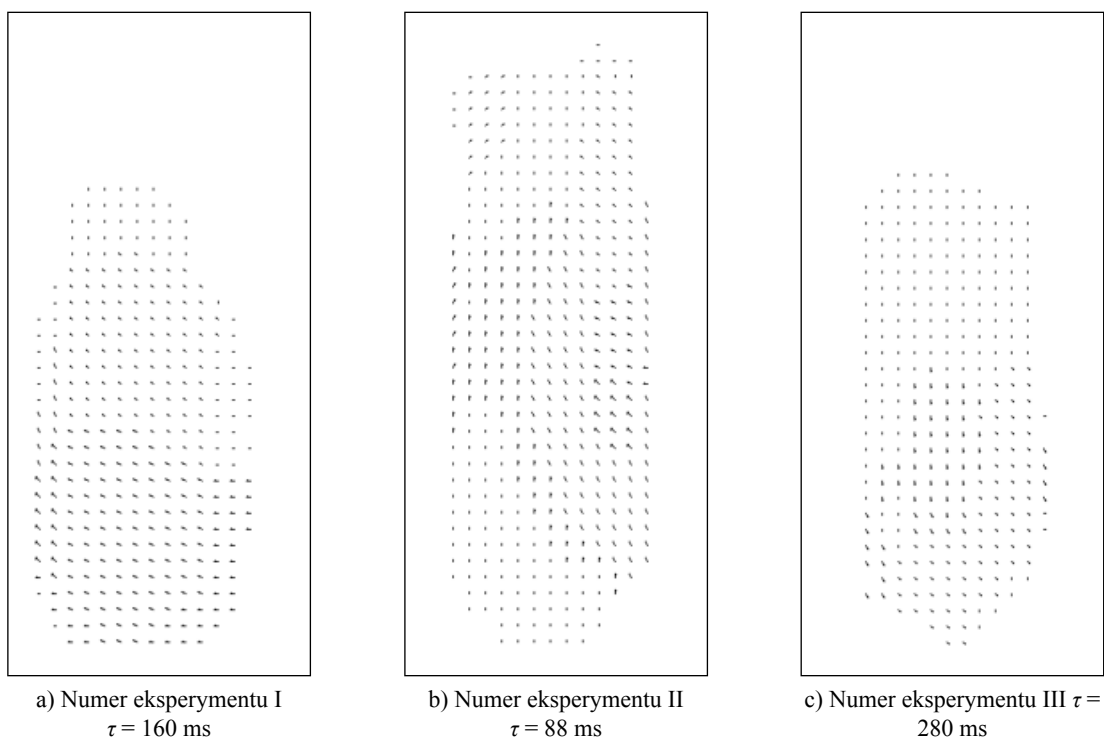 a) Numer eksperymentu I
τ = 160 ms
b) Numer eksperymentu II
τ = 88 ms
c) Numer eksperymentu III τ =
280 ms